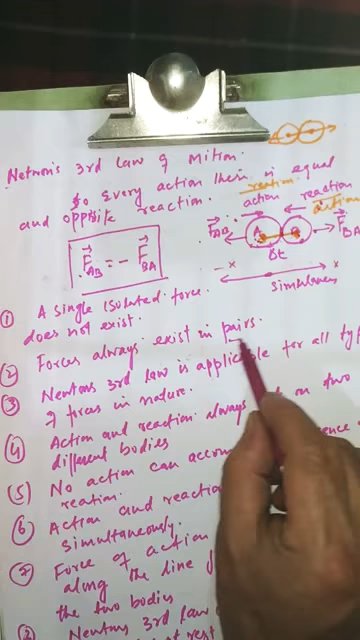 Newton's 3rd Law of Motion.
To every action there is equal
and opposite reaction.
reaction
action
reaction
action
F⃗AB = - F⃗BA
F⃗AB
A
B
F⃗BA
Δt
- x
x
simultaneous
① A single isolated force
does not exist.
② Forces always exist in pairs.
③ Newtons 3rd law is applicable for all
of forces in nature.
④ Action and reaction always on two
different bodies
(5) No action can
reation.
⑥ Action and reaction
simultaneously.
Force of action
along the line
the two bodies
Newtons 3rd law